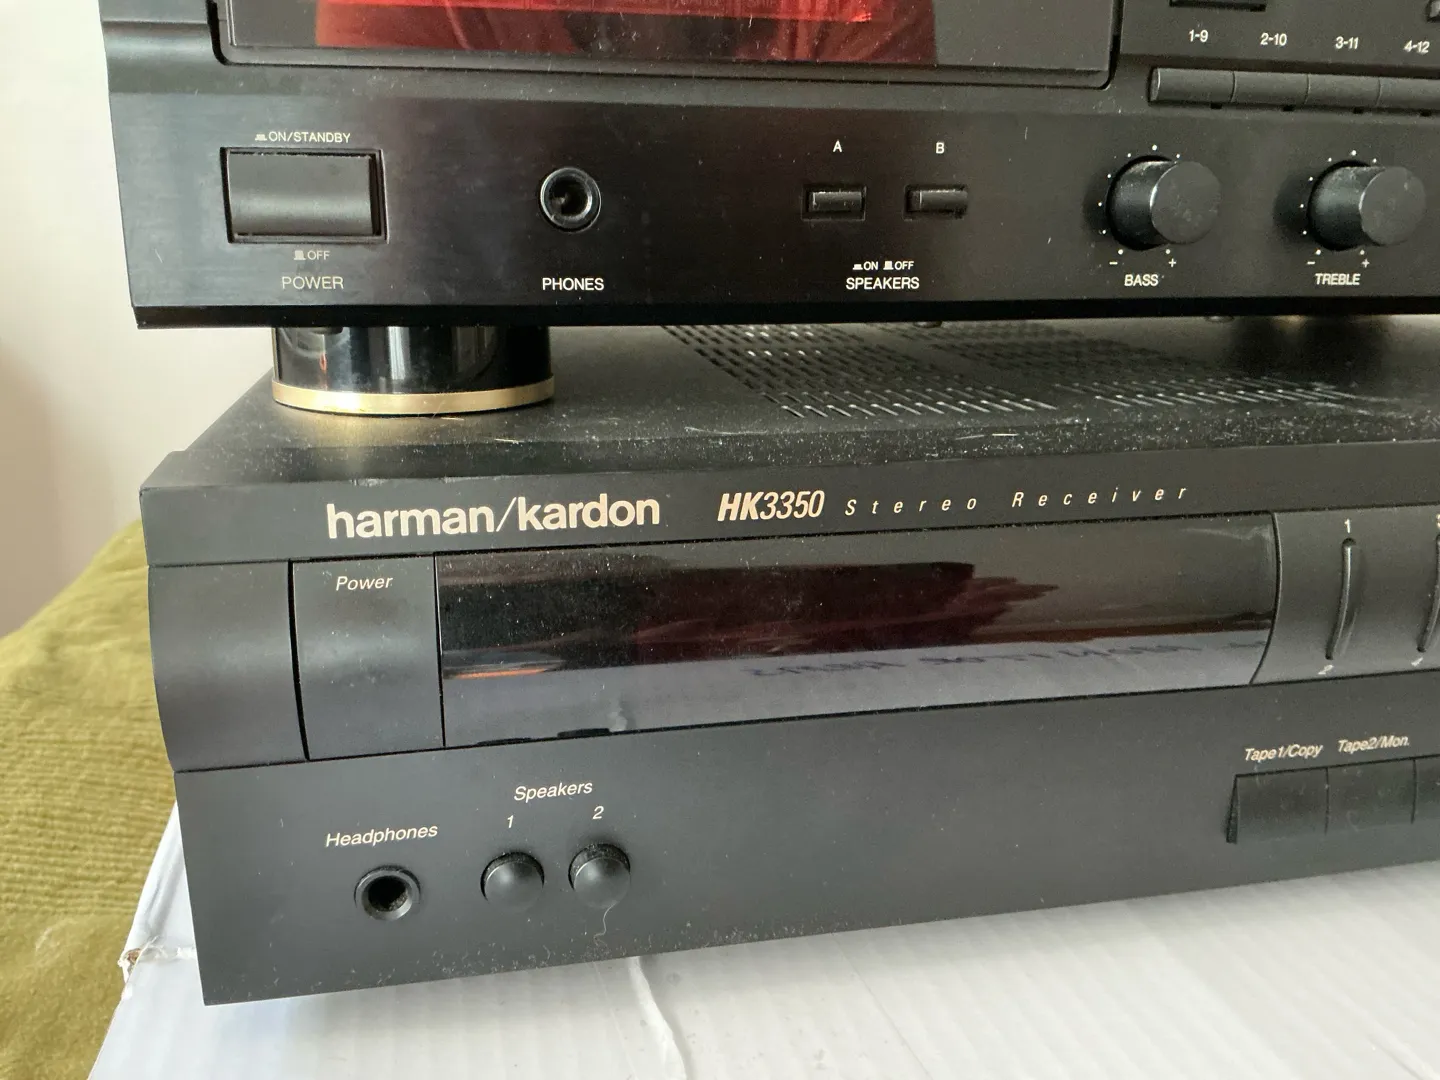 1-9 2-10 3-11 4-12
ON/STANDBY
OFF
POWER
PHONES
A B
ON OFF
SPEAKERS
- +
BASS
- +
TREBLE
harman/kardon HK3350 Stereo Receiver
Power
1
Tape1/Copy Tape2/Mon.
Speakers
1 2
Headphones